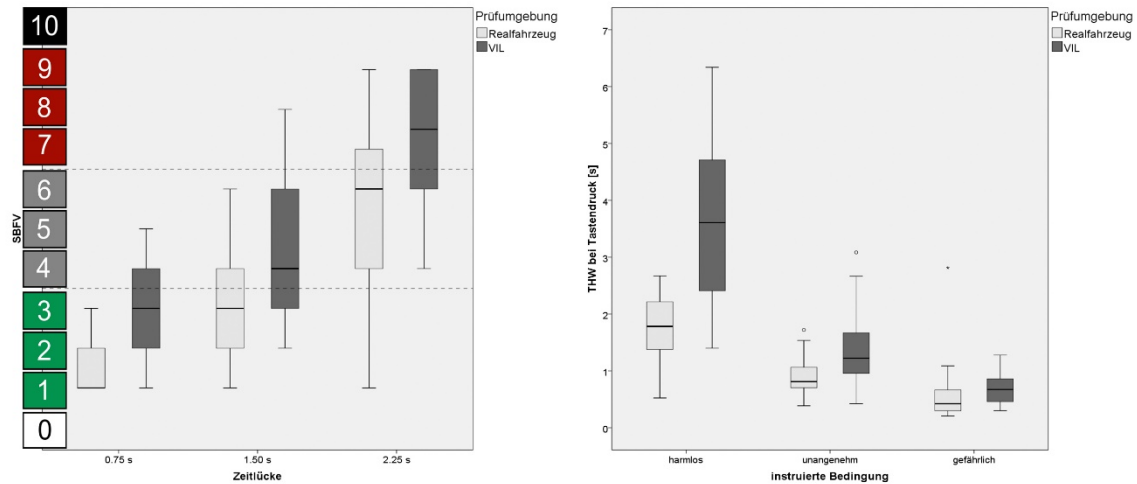 10
9
8
7
6
5
4
3
2
1
0
SBFV
0.75 s
1.50 s
2.25 s
Zeitlücke
Prüfumgebung
Realfahrzeug
VIL
7
6
5
4
3
2
1
0
THW bei Tastendruck [s]
harmlos
unangenehm
gefährlich
instruierte Bedingung
Prüfumgebung
Realfahrzeug
VIL